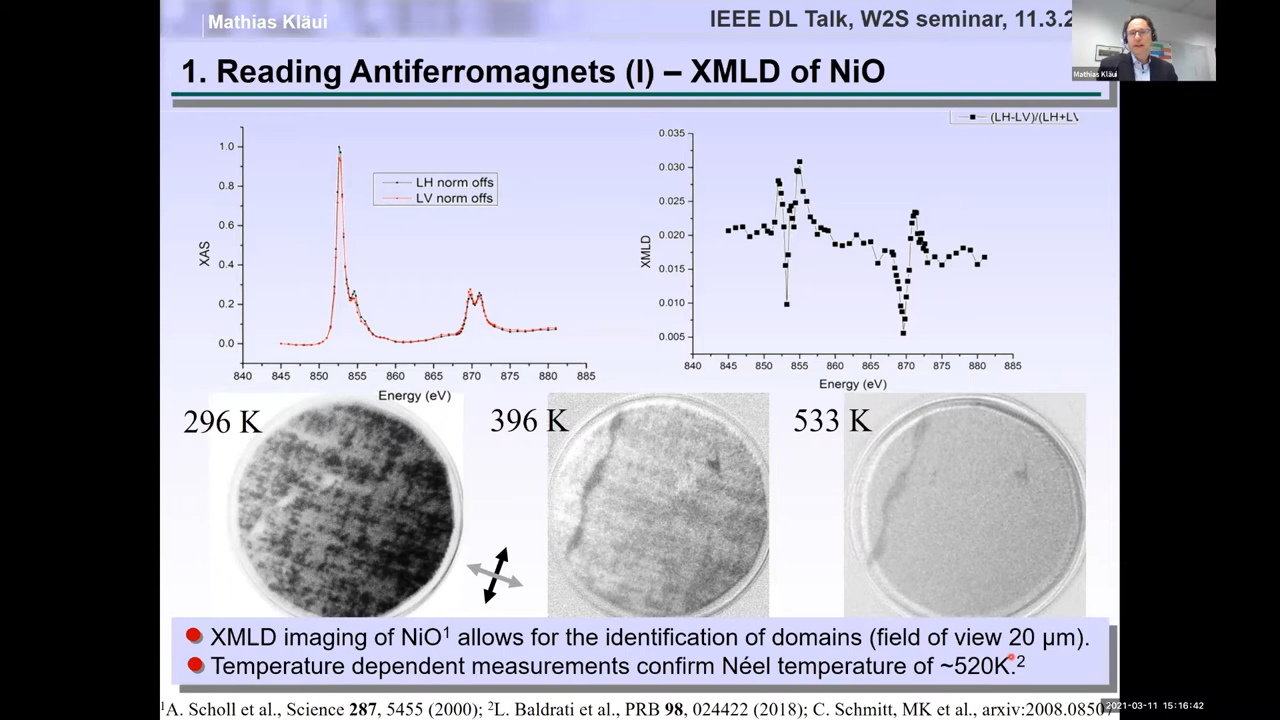 Mathias Kläui
IEEE DL Talk, W2S seminar, 11.3.2
Mathias Kläui
1. Reading Antiferromagnets (I) – XMLD of NiO
(LH-LV)/(LH+LV
LH norm offs
LV norm offs
XAS
1.0
0.8
0.6
0.4
0.2
0.0
840 845 850 855 860 865 870 875 880 885
Energy (eV)
XMLD
0.035
0.030
0.025
0.020
0.015
0.010
0.005
840 845 850 855 860 865 870 875 880 885
Energy (eV)
296 K
396 K
533 K
XMLD imaging of NiO¹ allows for the identification of domains (field of view 20 µm).
Temperature dependent measurements confirm Néel temperature of ~520K.²
¹A. Scholl et al., Science 287, 5455 (2000); ²L. Baldrati et al., PRB 98, 024422 (2018); C. Schmitt, MK et al., arxiv:2008.0850
2021-03-11 15:16:42